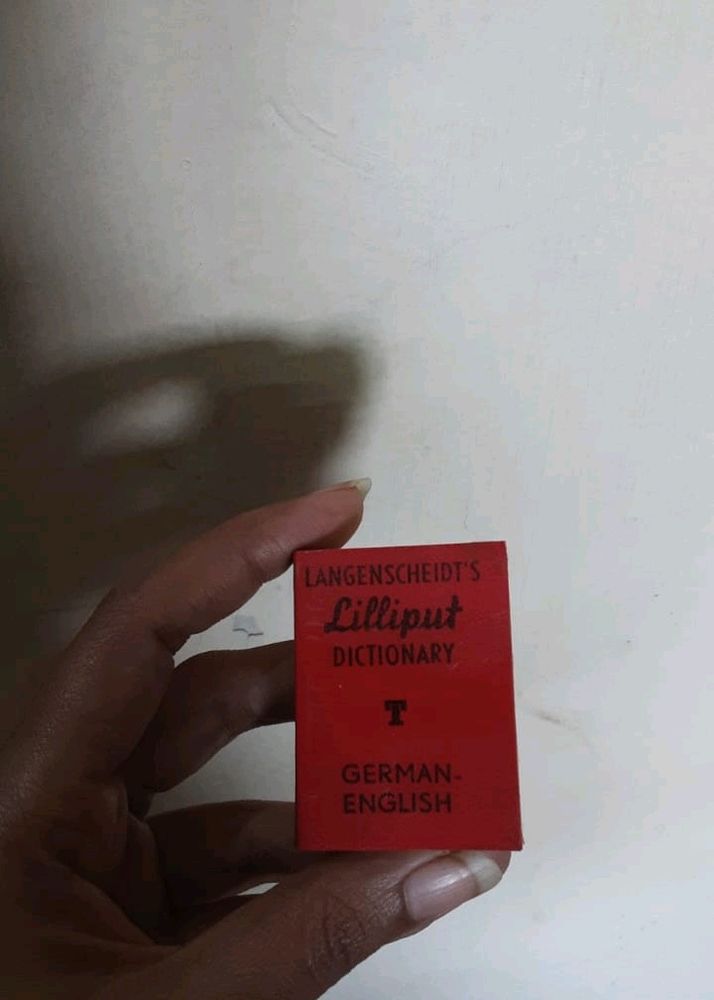 LANGENSCHEIDT'S
Lilliput
DICTIONARY
T
GERMAN-
ENGLISH